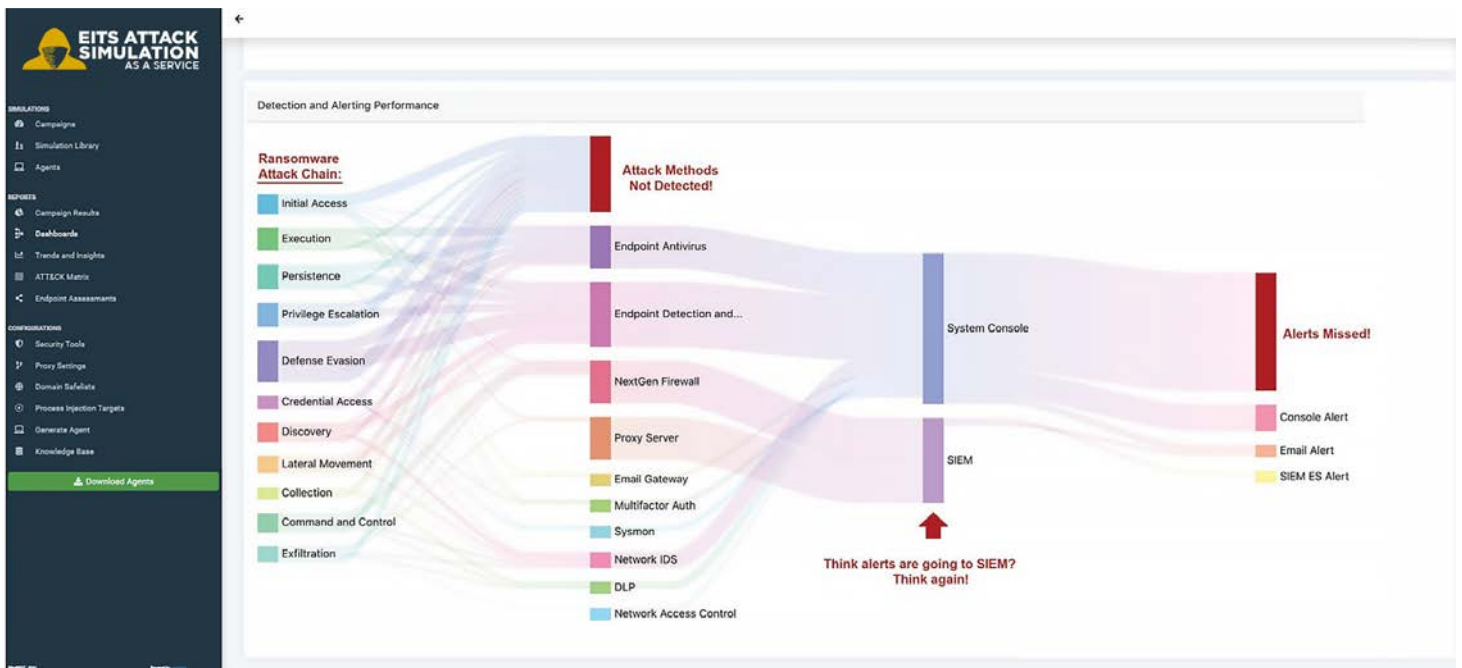 EITS ATTACK
SIMULATION
AS A SERVICE
SIMULATIONS
Campaigns
Simulation Library
Agents
REPORTS
Campaign Results
Dashboards
Trends and Insights
ATT&CK Matrix
Endpoint Assessments
CONFIGURATIONS
Security Tools
Proxy Settings
Domain Safelists
Process Injection Targets
Generate Agent
Knowledge Base
Download Agents
Detection and Alerting Performance
Ransomware
Attack Chain:
Initial Access
Execution
Persistence
Privilege Escalation
Defense Evasion
Credential Access
Discovery
Lateral Movement
Collection
Command and Control
Exfiltration
Attack Methods
Not Detected!
Endpoint Antivirus
Endpoint Detection and...
NextGen Firewall
Proxy Server
Email Gateway
Multifactor Auth
Sysmon
Network IDS
DLP
Network Access Control
System Console
SIEM
Think alerts are going to SIEM?
Think again!
Alerts Missed!
Console Alert
Email Alert
SIEM ES Alert